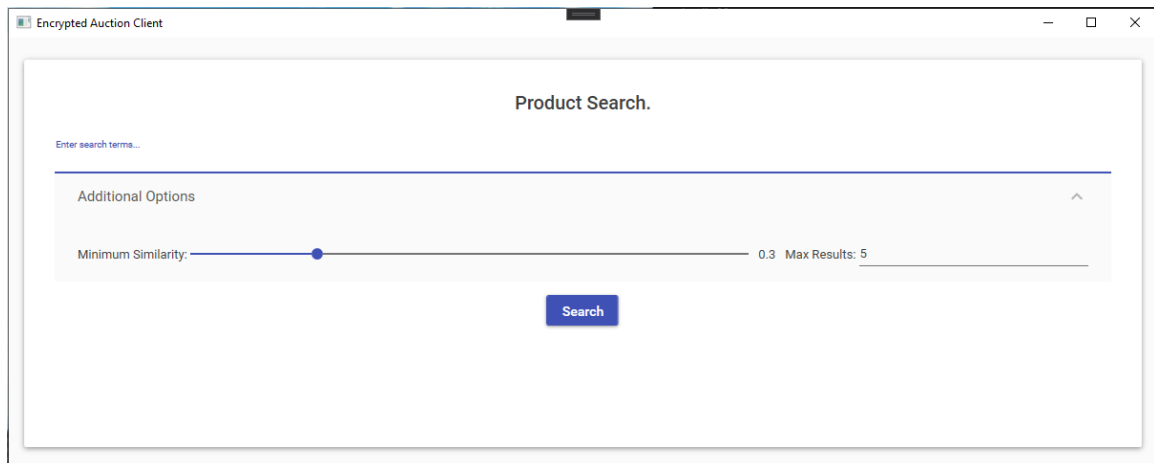 Encrypted Auction Client
Product Search.
Enter search terms...
Additional Options
Minimum Similarity: 0.3 Max Results: 5
Search